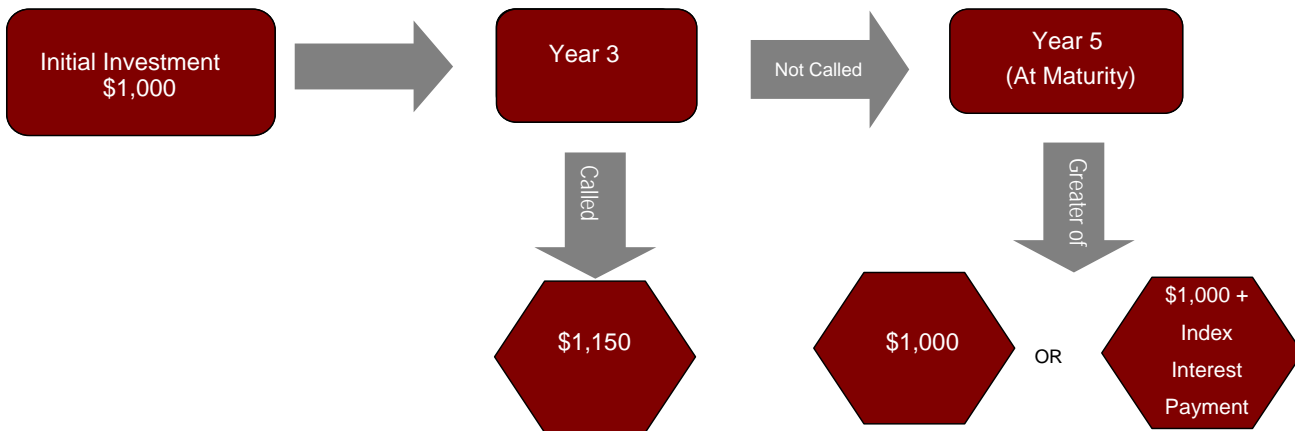 Initial Investment
$1,000
Year 3
Not Called
Year 5
(At Maturity)
Called
Greater of
$1,150
$1,000
OR
$1,000 +
Index
Interest
Payment